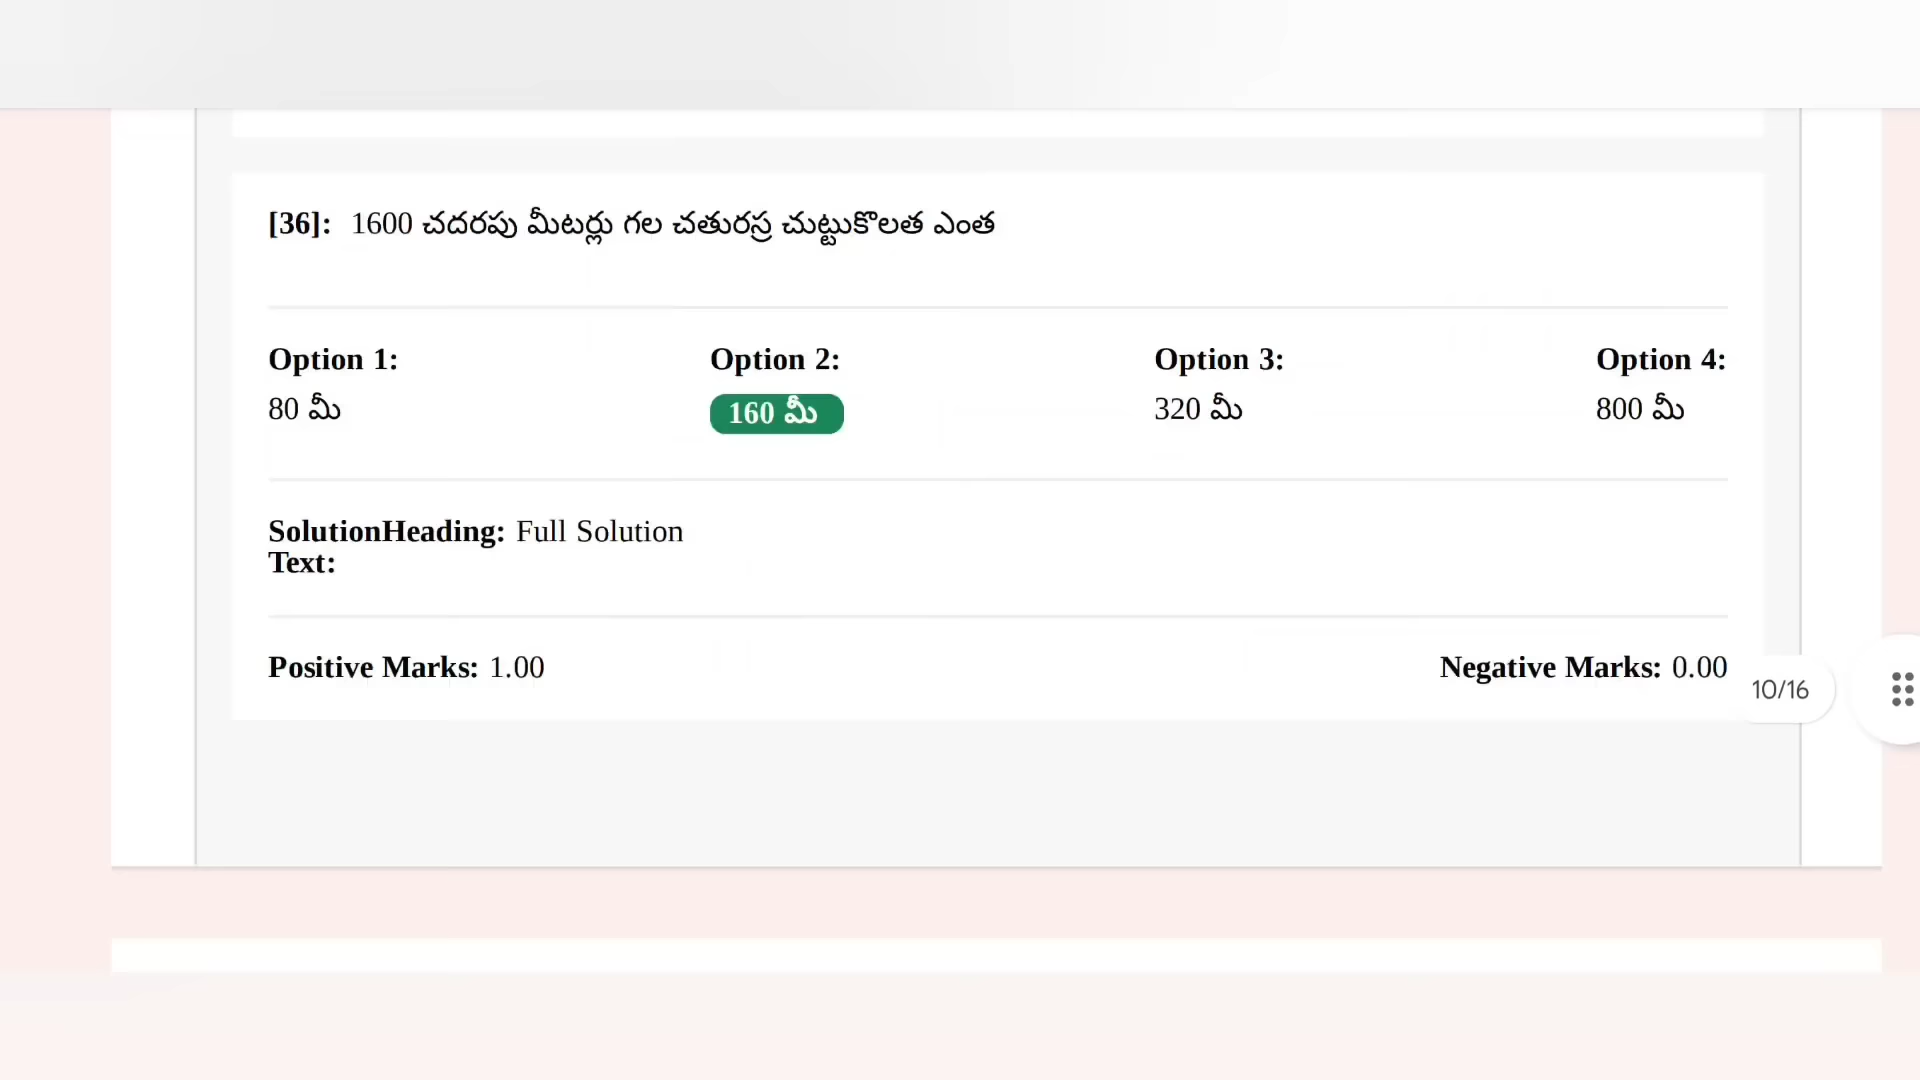 [36]: 1600 చదరపు మీటర్లు గల చతురస్ర చుట్టుకొలత ఎంత
Option 1: Option 2: Option 3: Option 4:
80 మీ 160 మీ 320 మీ 800 మీ
SolutionHeading: Full Solution
Text:
Positive Marks: 1.00 Negative Marks: 0.00
10/16